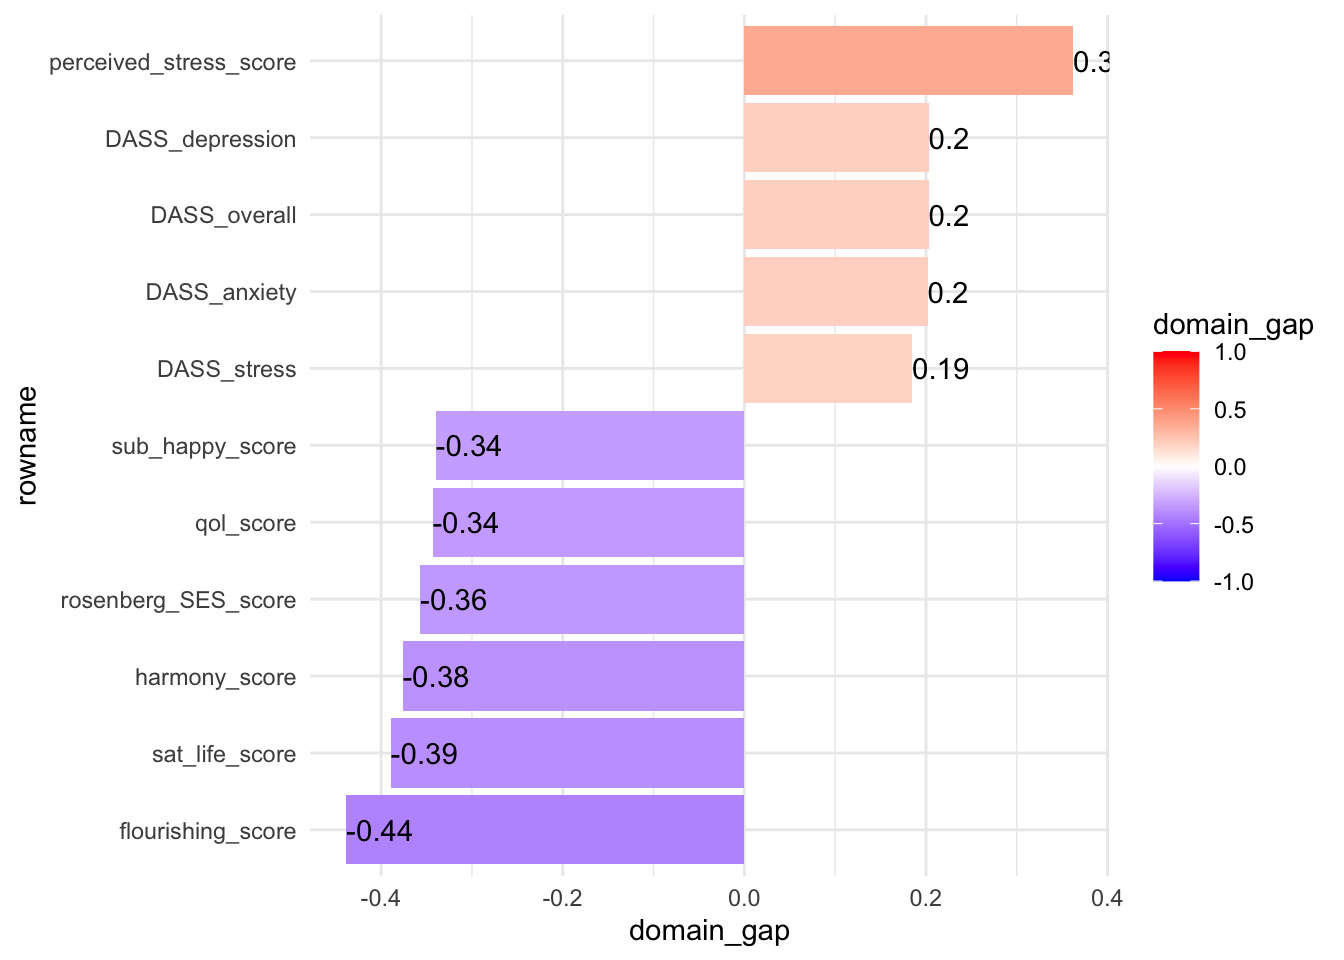 perceived_stress_score
0.3
DASS_depression
0.2
DASS_overall
0.2
DASS_anxiety
0.2
DASS_stress
0.19
sub_happy_score
-0.34
qol_score
-0.34
rosenberg_SES_score
-0.36
harmony_score
-0.38
sat_life_score
-0.39
flourishing_score
-0.44
rowname
-0.4
-0.2
0.0
0.2
0.4
domain_gap
domain_gap
1.0
0.5
0.0
-0.5
-1.0